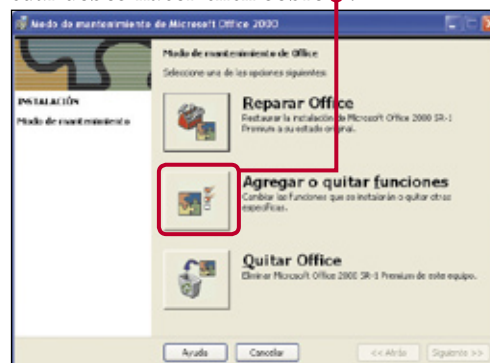 Modo de mantenimiento de Microsoft Office 2000
Modo de mantenimiento de Office
Seleccione una de las opciones siguientes
INSTALACIÓN
Modo de mantenimiento
Reparar Office
Restaurar la instalación de Microsoft Office 2000 SR-1
Premium a su estado original.
Agregar o quitar funciones
Cambiar las funciones que se instalarán o quitar otras
específicas.
Quitar Office
Eliminar Microsoft Office 2000 SR-1 Premium de este equipo.
Ayuda
Cancelar
<< Atrás
Siguiente >>